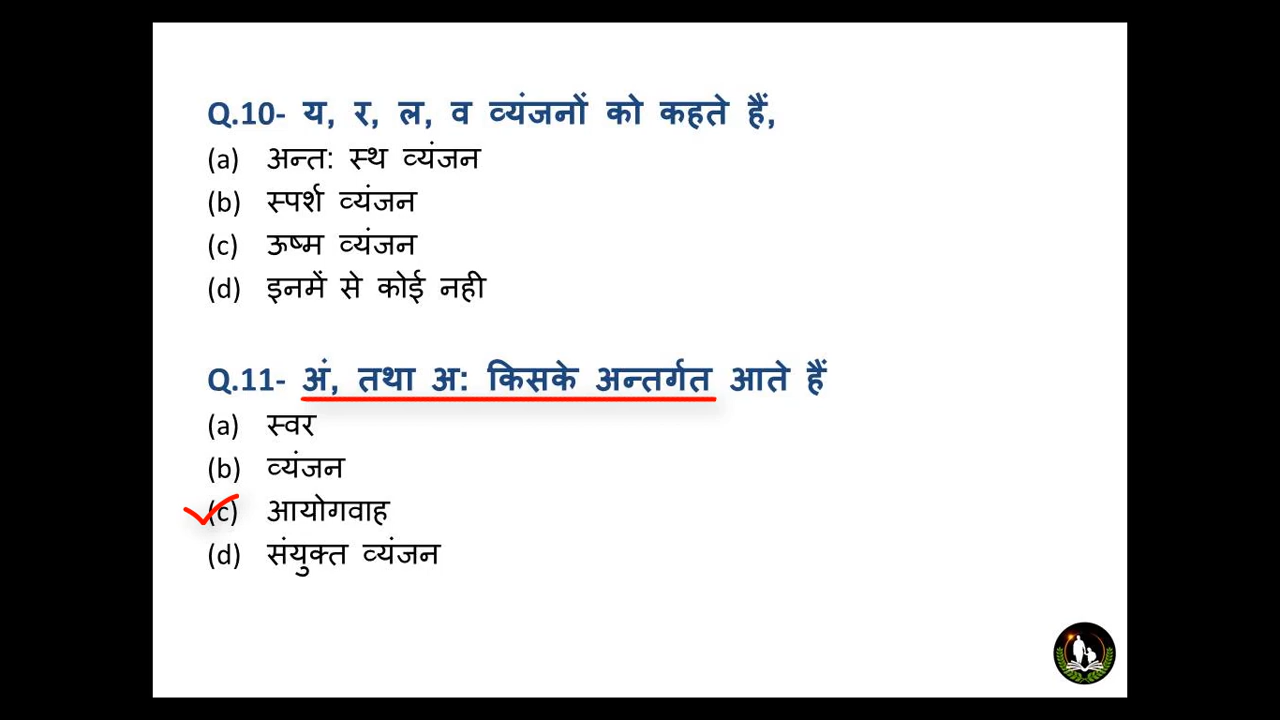 Q.10- य, र, ल, व व्यंजनों को कहते हैं,
(a) अन्त: स्थ व्यंजन
(b) स्पर्श व्यंजन
(c) ऊष्म व्यंजन
(d) इनमें से कोई नही
Q.11- अं, तथा अ: किसके अन्तर्गत आते हैं
(a) स्वर
(b) व्यंजन
(c) आयोगवाह
(d) संयुक्त व्यंजन